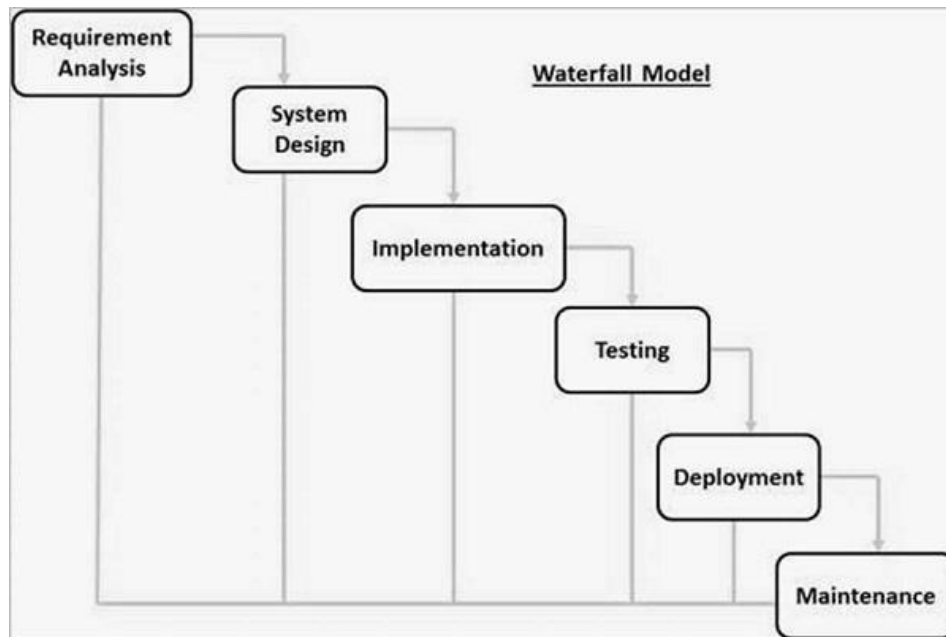 Requirement
Analysis
Waterfall Model
System
Design
Implementation
Testing
Deployment
Maintenance